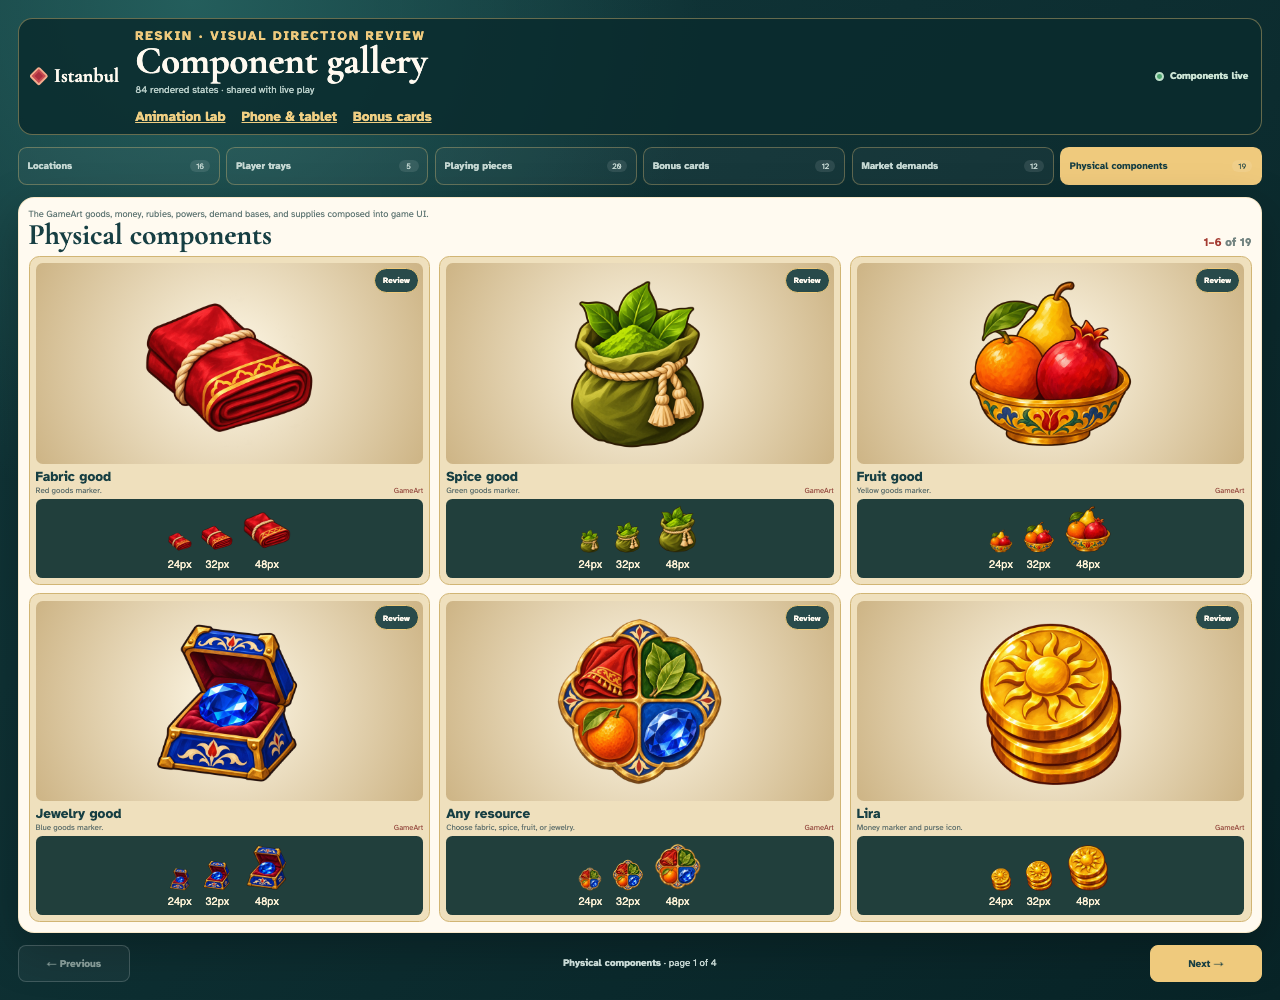 Istanbul
RESKIN · VISUAL DIRECTION REVIEW
Component gallery
84 rendered states · shared with live play
Animation lab Phone & tablet Bonus cards
Components live
Locations 16
Player trays 5
Playing pieces 20
Bonus cards 12
Market demands 12
Physical components 19
The GameArt goods, money, rubies, powers, demand bases, and supplies composed into game UI.
Physical components
1–6 of 19
Review
Fabric good
Red goods marker. GameArt
24px 32px 48px
Review
Spice good
Green goods marker. GameArt
24px 32px 48px
Review
Fruit good
Yellow goods marker. GameArt
24px 32px 48px
Review
Jewelry good
Blue goods marker. GameArt
24px 32px 48px
Review
Any resource
Choose fabric, spice, fruit, or jewelry. GameArt
24px 32px 48px
Review
Lira
Money marker and purse icon. GameArt
24px 32px 48px
← Previous
Physical components · page 1 of 4
Next →